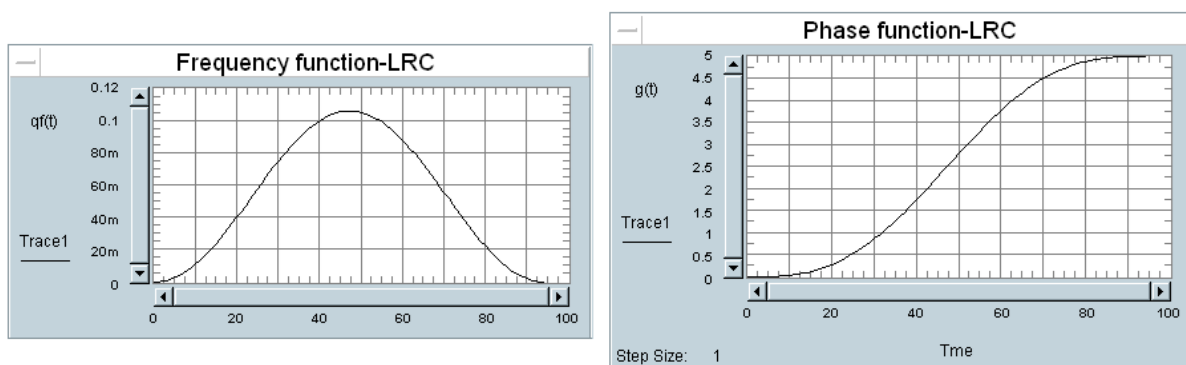 Frequency function-LRC
qf(t)
0.12
0.1
80m
60m
40m
20m
0
Trace1
0 20 40 60 80 100
Phase function-LRC
g(t)
5
4.5
4
3.5
3
2.5
2
1.5
1
0.5
0
Trace1
0 20 40 60 80 100
Step Size: 1 Tme